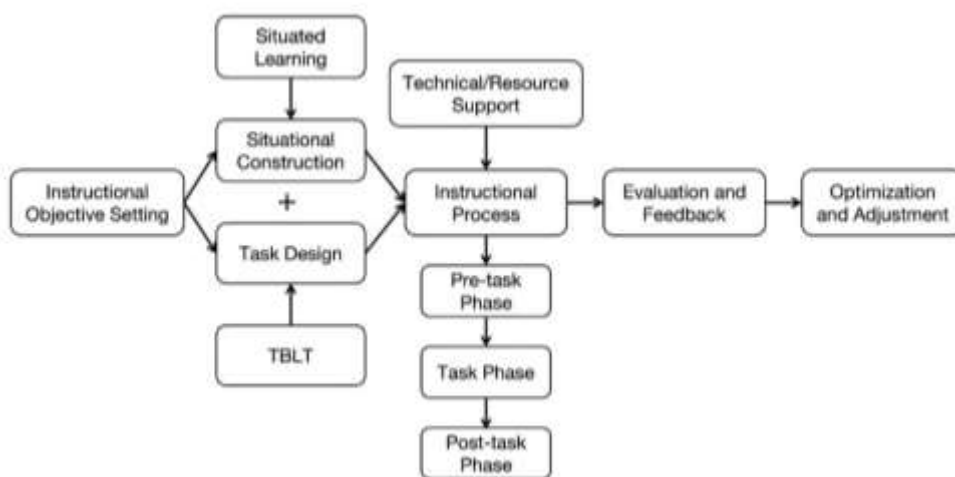 Situated
Learning
Technical/Resource
Support
Situational
Construction
Instructional
Objective Setting
+
Instructional
Process
Evaluation and
Feedback
Optimization
and Adjustment
Task Design
Pre-task
Phase
TBLT
Task Phase
Post-task
Phase